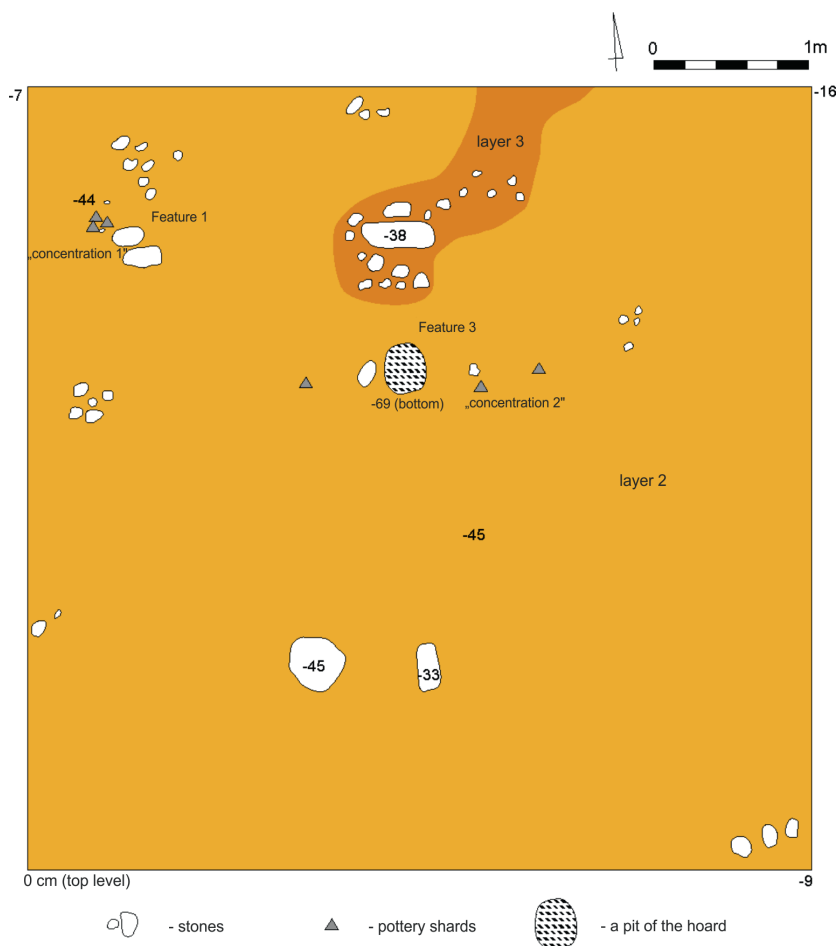 0 1m
-7 -16
layer 3
-44
Feature 1
-38
„concentration 1"
Feature 3
-69 (bottom)
„concentration 2"
layer 2
-45
-45
-33
0 cm (top level)
-9
- stones
- pottery shards
- a pit of the hoard